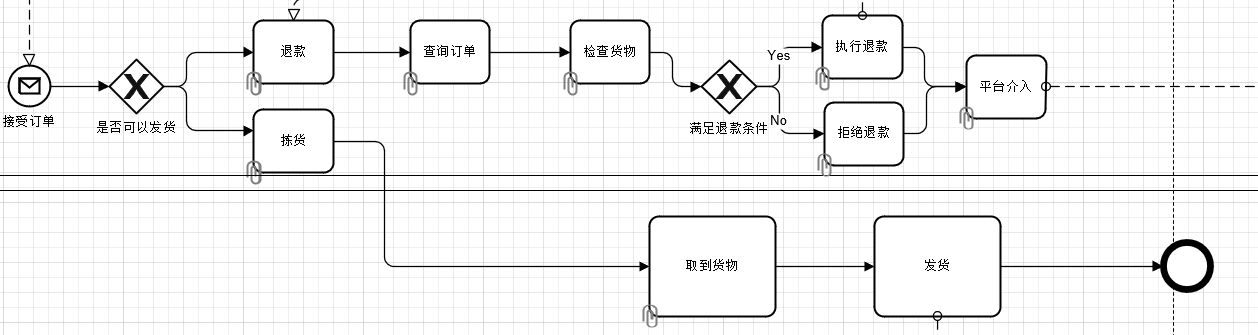 接受订单
是否可以发货
退款
查询订单
检查货物
满足退款条件
Yes
No
执行退款
拒绝退款
平台介入
拣货
取到货物
发货